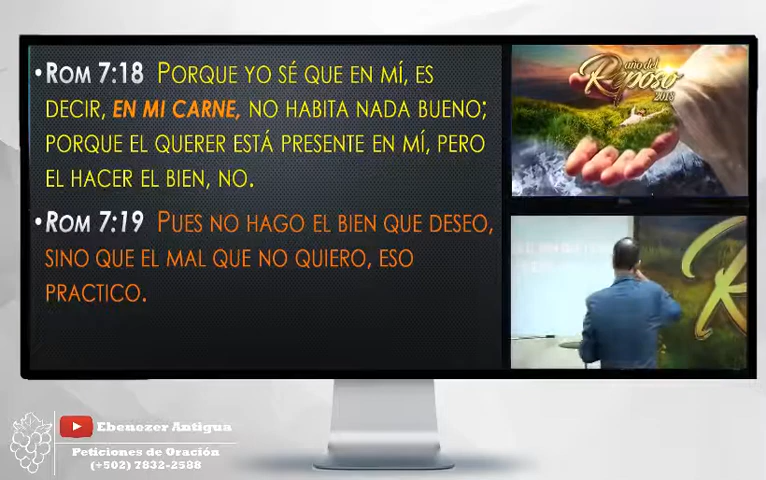 •Rom 7:18 Porque yo sé que en mí, es
decir, en mi carne, no habita nada bueno;
porque el querer está presente en mí, pero
el hacer el bien, no.
•Rom 7:19 Pues no hago el bien que deseo,
sino que el mal que no quiero, eso
practico.
año del
Reposo
2018
Ebenezer Antigua
Peticiones de Oración
(+502) 7832-2588